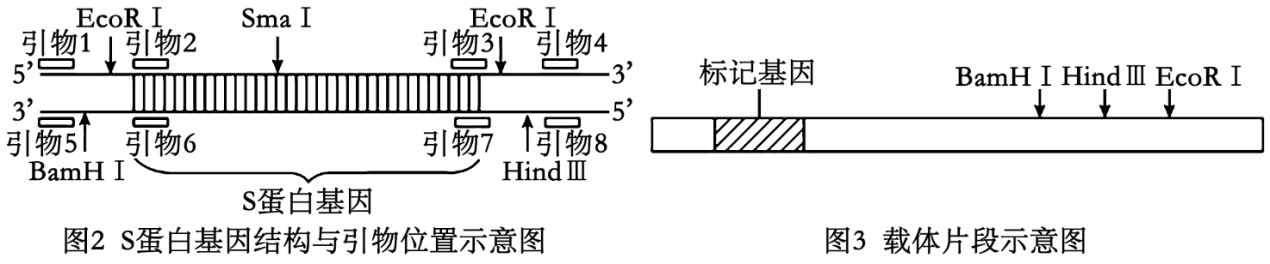 EcoR Ⅰ Sma Ⅰ EcoR Ⅰ
引物1 引物2 引物3 引物4
5’ 3’
3’ 5’
引物5 引物6 引物7 引物8
BamH Ⅰ Hind Ⅲ
S蛋白基因
图2 S蛋白基因结构与引物位置示意图
标记基因 BamH Ⅰ Hind Ⅲ EcoR Ⅰ
图3 载体片段示意图